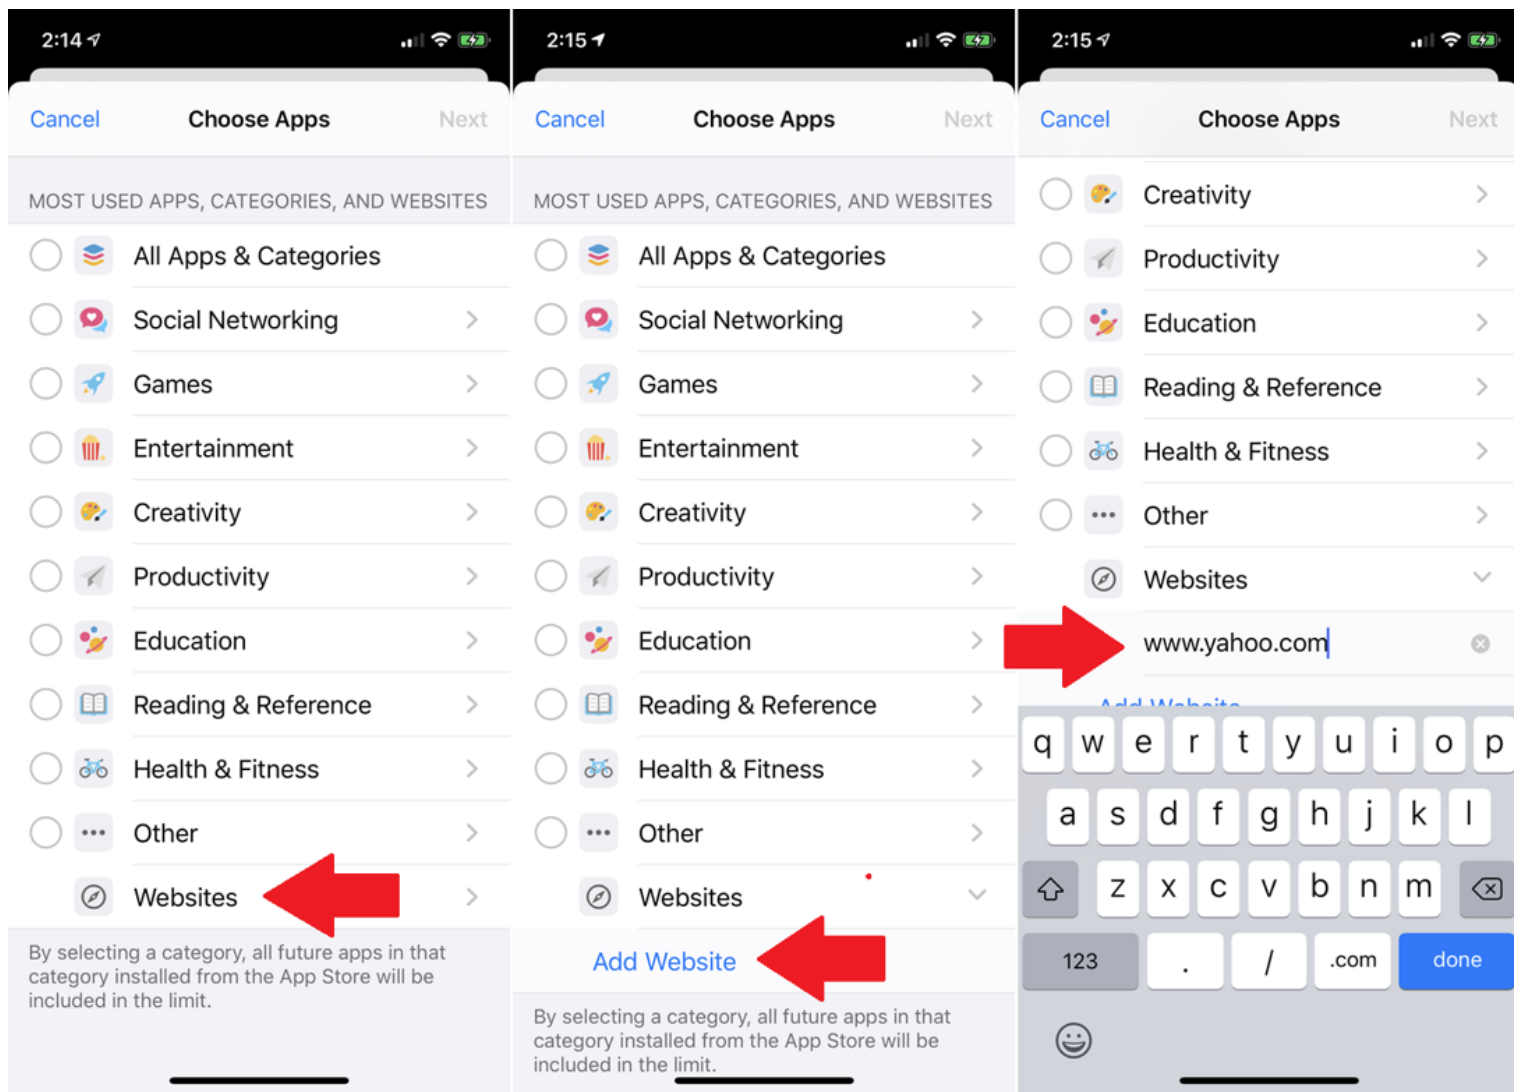 2:14
Cancel Choose Apps Next
MOST USED APPS, CATEGORIES, AND WEBSITES
All Apps & Categories
Social Networking
Games
Entertainment
Creativity
Productivity
Education
Reading & Reference
Health & Fitness
Other
Websites
By selecting a category, all future apps in that
category installed from the App Store will be
included in the limit.
2:15
Cancel Choose Apps Next
MOST USED APPS, CATEGORIES, AND WEBSITES
All Apps & Categories
Social Networking
Games
Entertainment
Creativity
Productivity
Education
Reading & Reference
Health & Fitness
Other
Websites
Add Website
By selecting a category, all future apps in that
category installed from the App Store will be
included in the limit.
2:15
Cancel Choose Apps Next
Creativity
Productivity
Education
Reading & Reference
Health & Fitness
Other
Websites
www.yahoo.com
Add Website
q w e r t y u i o p
a s d f g h j k l
z x c v b n m
123 . / .com done